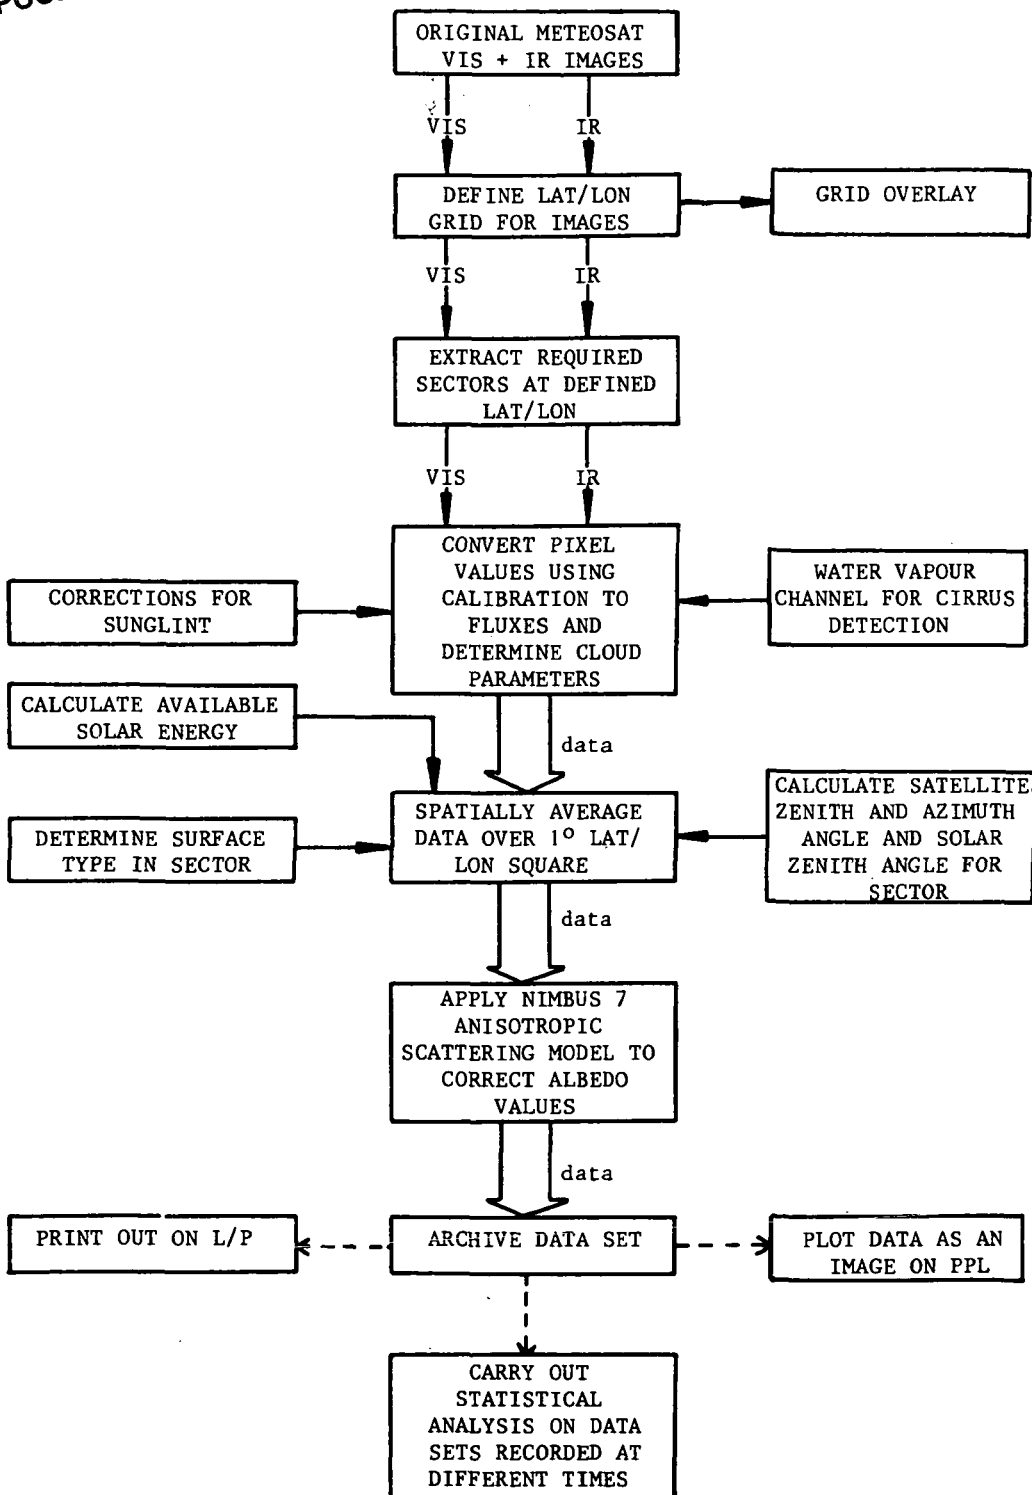 ORIGINAL METEOSAT
VIS + IR IMAGES
VIS
IR
DEFINE LAT/LON
GRID FOR IMAGES
GRID OVERLAY
VIS
IR
EXTRACT REQUIRED
SECTORS AT DEFINED
LAT/LON
VIS
IR
CONVERT PIXEL
VALUES USING
CALIBRATION TO
FLUXES AND
DETERMINE CLOUD
PARAMETERS
CORRECTIONS FOR
SUNGLINT
WATER VAPOUR
CHANNEL FOR CIRRUS
DETECTION
CALCULATE AVAILABLE
SOLAR ENERGY
data
SPATIALLY AVERAGE
DATA OVER 1° LAT/
LON SQUARE
DETERMINE SURFACE
TYPE IN SECTOR
CALCULATE SATELLITE
ZENITH AND AZIMUTH
ANGLE AND SOLAR
ZENITH ANGLE FOR
SECTOR
data
APPLY NIMBUS 7
ANISOTROPIC
SCATTERING MODEL TO
CORRECT ALBEDO
VALUES
data
PRINT OUT ON L/P
ARCHIVE DATA SET
PLOT DATA AS AN
IMAGE ON PPL
CARRY OUT
STATISTICAL
ANALYSIS ON DATA
SETS RECORDED AT
DIFFERENT TIMES